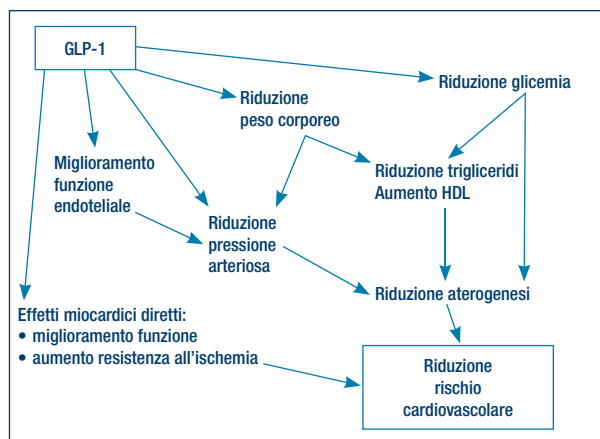 GLP-1
Riduzione glicemia
Riduzione
peso corporeo
Miglioramento
funzione
endoteliale
Riduzione trigliceridi
Aumento HDL
Riduzione
pressione
arteriosa
Riduzione aterogenesi
Effetti miocardici diretti:
• miglioramento funzione
• aumento resistenza all'ischemia
Riduzione
rischio
cardiovascolare